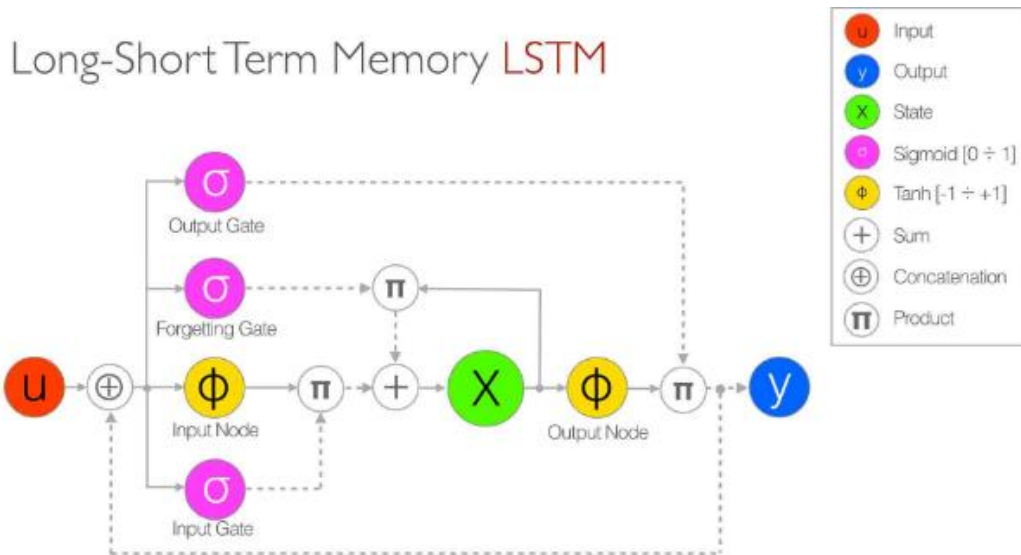 Long-Short Term Memory LSTM
u Input
y Output
X State
σ Sigmoid [0 ÷ 1]
ϕ Tanh [-1 ÷ +1]
+ Sum
⊕ Concatenation
π Product
σ
Output Gate
σ π
Forgetting Gate
u ⊕ ϕ π + X ϕ π y
Input Node Output Node
σ
Input Gate